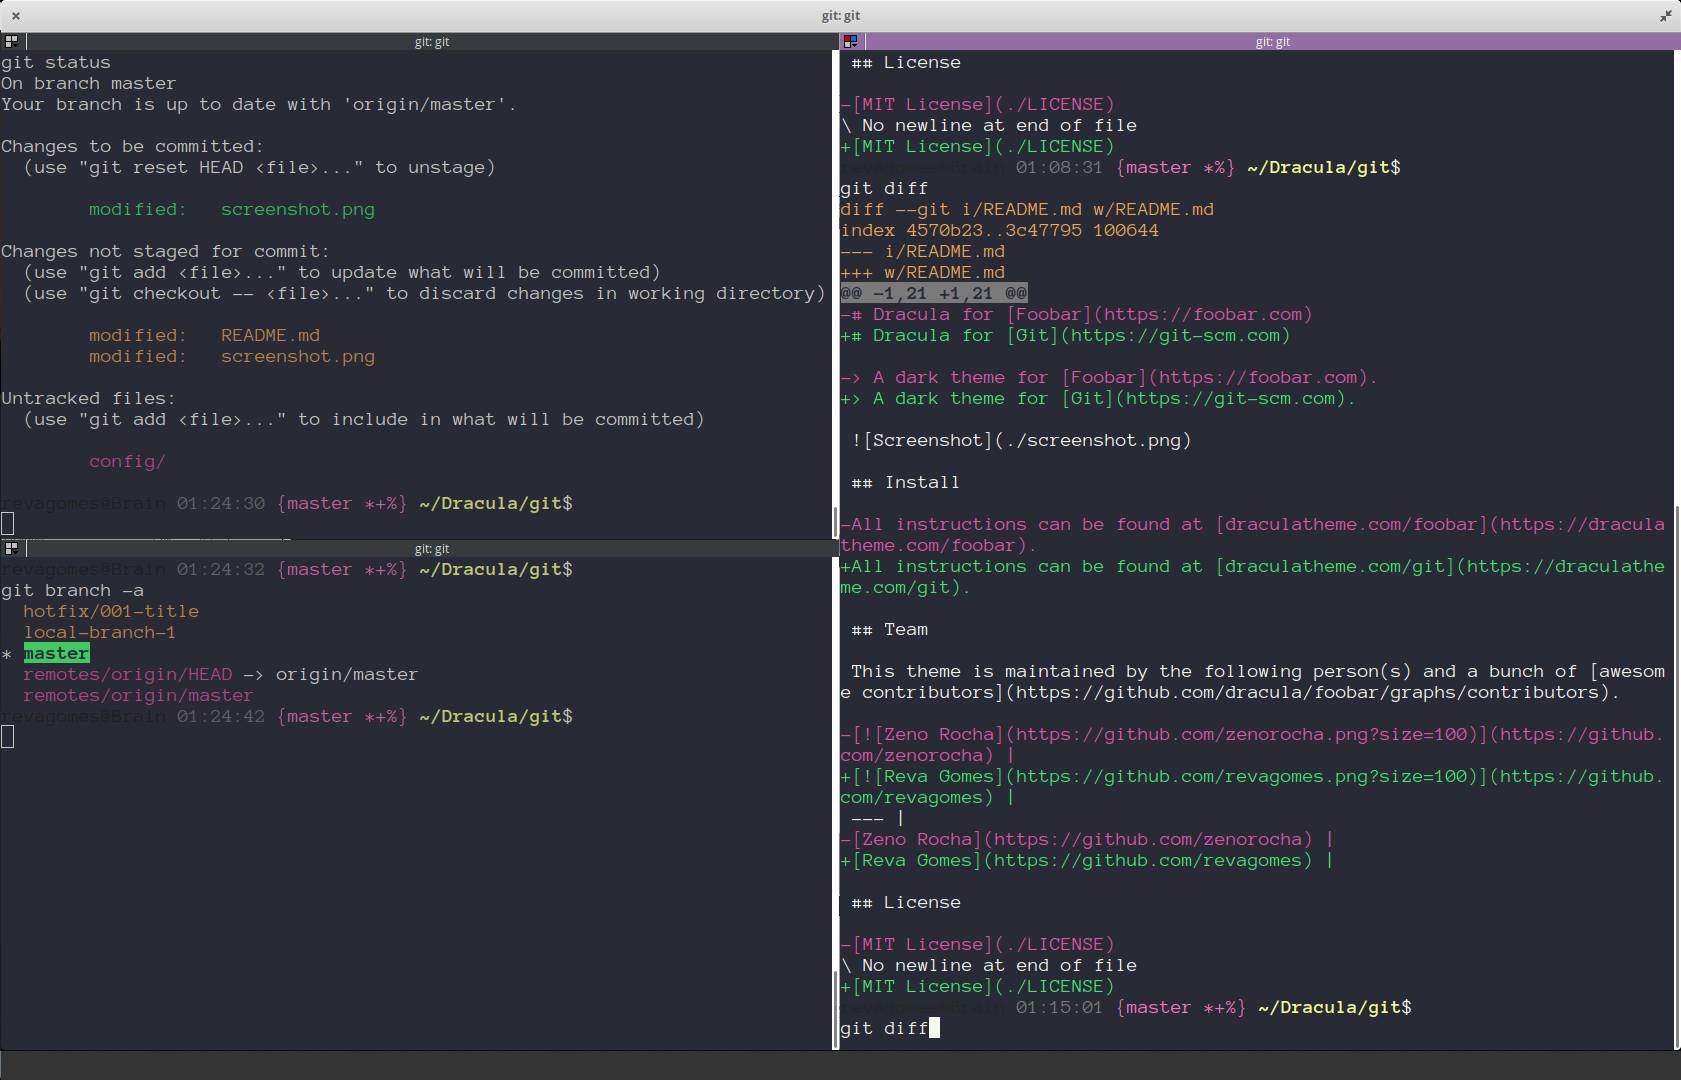 git: git
git: git
git status
On branch master
Your branch is up to date with 'origin/master'.
Changes to be committed:
  (use "git reset HEAD <file>..." to unstage)
        modified:   screenshot.png
Changes not staged for commit:
  (use "git add <file>..." to update what will be committed)
  (use "git checkout -- <file>..." to discard changes in working directory)
        modified:   README.md
        modified:   screenshot.png
Untracked files:
  (use "git add <file>..." to include in what will be committed)
        config/
revagomes@Brain 01:24:30 {master *+%} ~/Dracula/git$
git: git
revagomes@Brain 01:24:32 {master *+%} ~/Dracula/git$
git branch -a
  hotfix/001-title
  local-branch-1
* master
  remotes/origin/HEAD -> origin/master
  remotes/origin/master
revagomes@Brain 01:24:42 {master *+%} ~/Dracula/git$
git: git
 ## License
-[MIT License](./LICENSE)
\ No newline at end of file
+[MIT License](./LICENSE)
revagomes@Brain 01:08:31 {master *%} ~/Dracula/git$
git diff
diff --git i/README.md w/README.md
index 4570b23..3c47795 100644
--- i/README.md
+++ w/README.md
@@ -1,21 +1,21 @@
-# Dracula for [Foobar](https://foobar.com)
+# Dracula for [Git](https://git-scm.com)
-> A dark theme for [Foobar](https://foobar.com).
+> A dark theme for [Git](https://git-scm.com).
 ![Screenshot](./screenshot.png)
 ## Install
-All instructions can be found at [draculatheme.com/foobar](https://dracula
theme.com/foobar).
+All instructions can be found at [draculatheme.com/git](https://draculathe
me.com/git).
 ## Team
 This theme is maintained by the following person(s) and a bunch of [awesom
e contributors](https://github.com/dracula/foobar/graphs/contributors).
-[![Zeno Rocha](https://github.com/zenorocha.png?size=100)](https://github.
com/zenorocha) |
+[![Reva Gomes](https://github.com/revagomes.png?size=100)](https://github.
com/revagomes) |
 --- |
-[Zeno Rocha](https://github.com/zenorocha) |
+[Reva Gomes](https://github.com/revagomes) |
 ## License
-[MIT License](./LICENSE)
\ No newline at end of file
+[MIT License](./LICENSE)
revagomes@Brain 01:15:01 {master *+%} ~/Dracula/git$
git diff